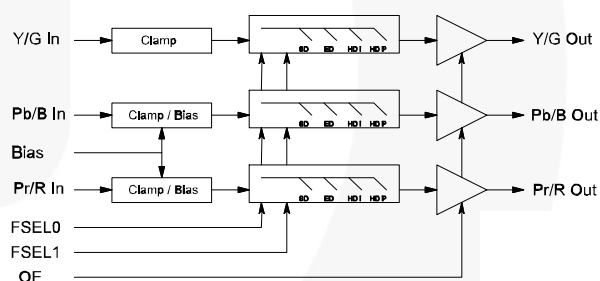 Y/G In
Clamp
SD ED HDI HDP
Y/G Out
Pb/B In
Clamp / Bias
SD ED HDI HDP
Pb/B Out
Bias
Pr/R In
Clamp / Bias
SD ED HDI HDP
Pr/R Out
FSEL0
FSEL1
OE